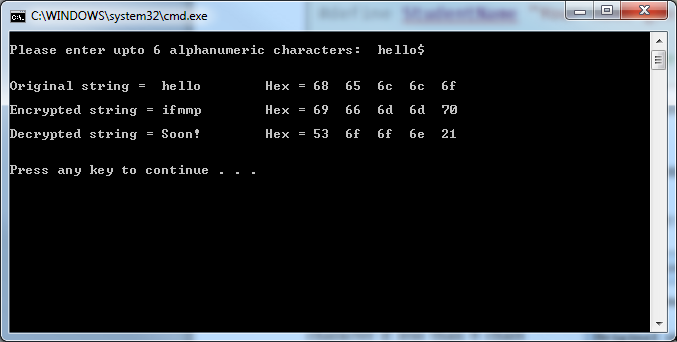 C:\WINDOWS\system32\cmd.exe
#define StudentName
Please enter upto 6 alphanumeric characters:  hello$
Original string =  hello        Hex = 68  65  6c  6c  6f
Encrypted string = ifmmp        Hex = 69  66  6d  6d  70
Decrypted string = Soon!        Hex = 53  6f  6f  6e  21
Press any key to continue . . .